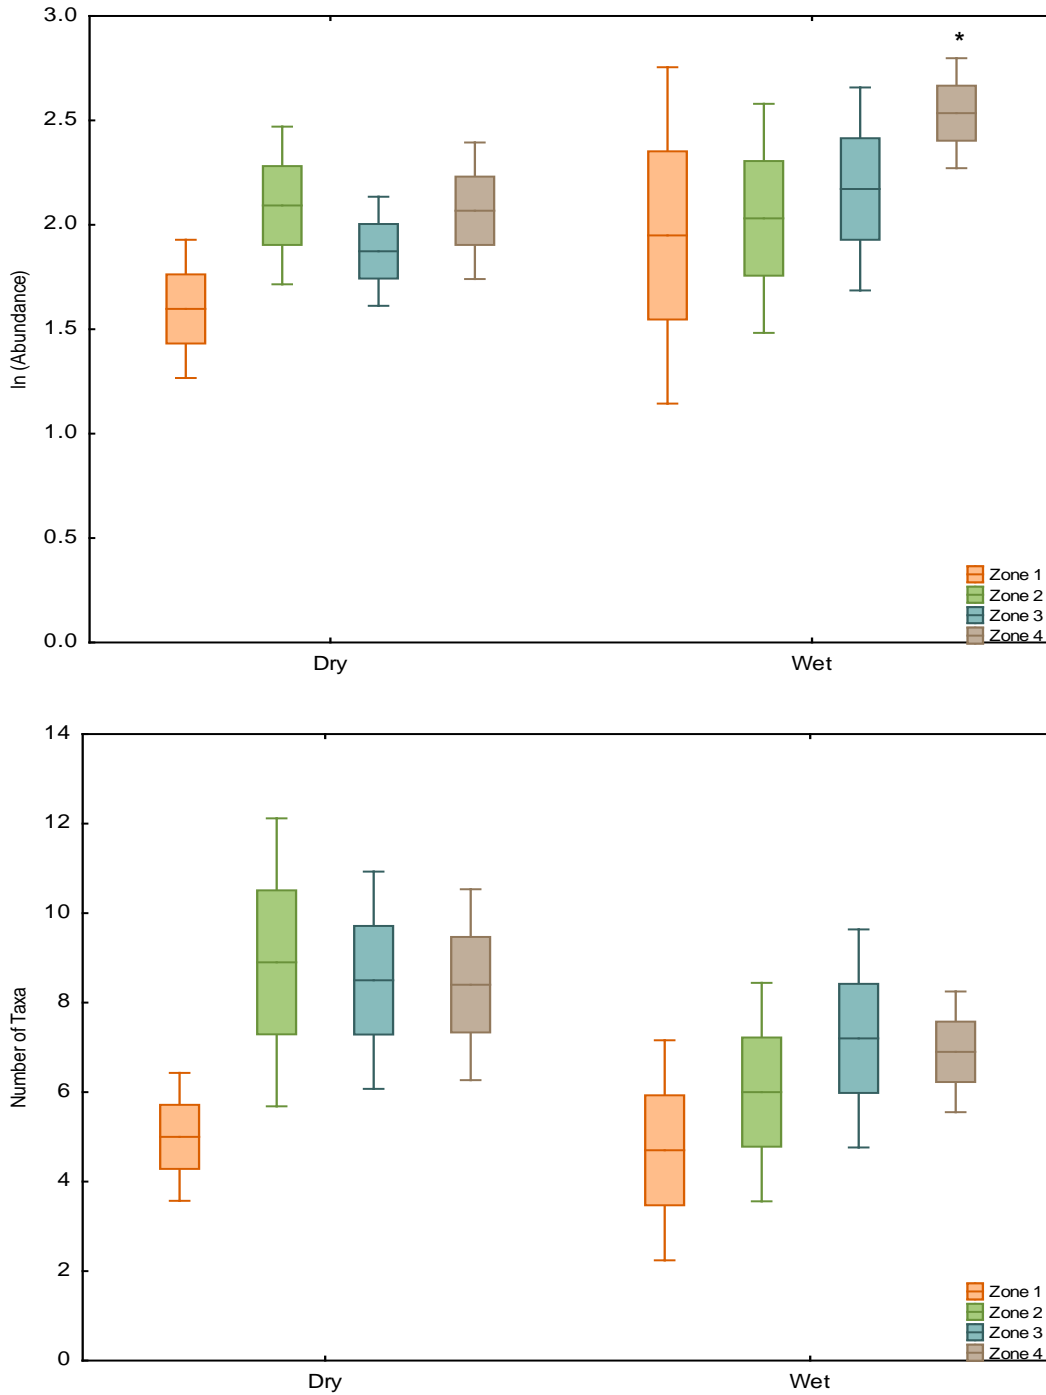 3.0
*
2.5
2.0
1.5
1.0
0.5
0.0
ln (Abundance)
Zone 1
Zone 2
Zone 3
Zone 4
Dry Wet
14
12
10
8
6
4
2
0
Number of Taxa
Zone 1
Zone 2
Zone 3
Zone 4
Dry Wet